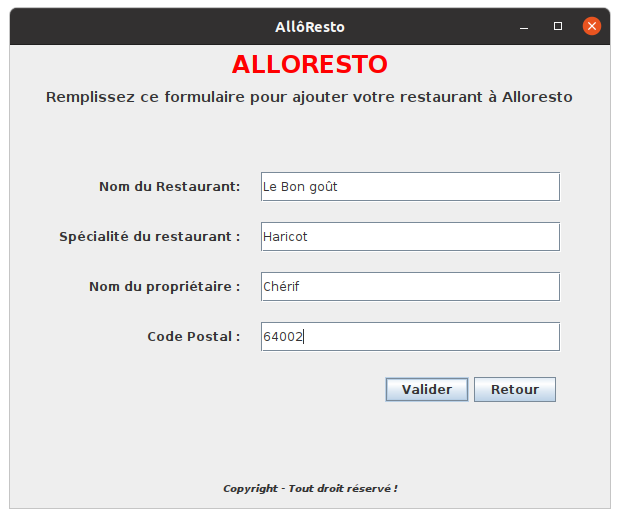 AllôResto
ALLORESTO
Remplissez ce formulaire pour ajouter votre restaurant à Alloresto
Nom du Restaurant: Le Bon goût
Spécialité du restaurant : Haricot
Nom du propriétaire : Chérif
Code Postal : 64002
Valider Retour
Copyright - Tout droit réservé !